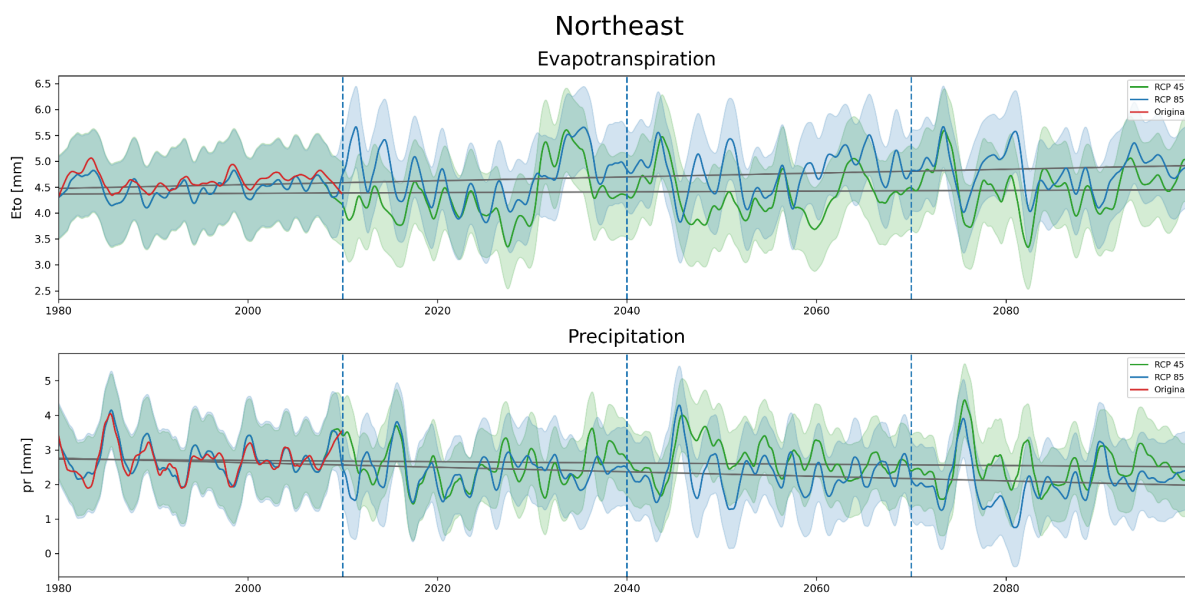 Northeast
Evapotranspiration
Eto [mm]
6.5
6.0
5.5
5.0
4.5
4.0
3.5
3.0
2.5
RCP 45
RCP 85
Original
1980 2000 2020 2040 2060 2080
Precipitation
pr [mm]
5
4
3
2
1
0
RCP 45
RCP 85
Original
1980 2000 2020 2040 2060 2080